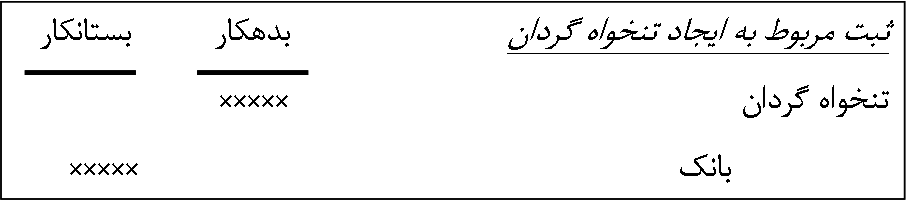 ثبت مربوط به ایجاد تنخواه گردان بدهکار بستانکار
تنخواه گردان ×××××
بانک ×××××